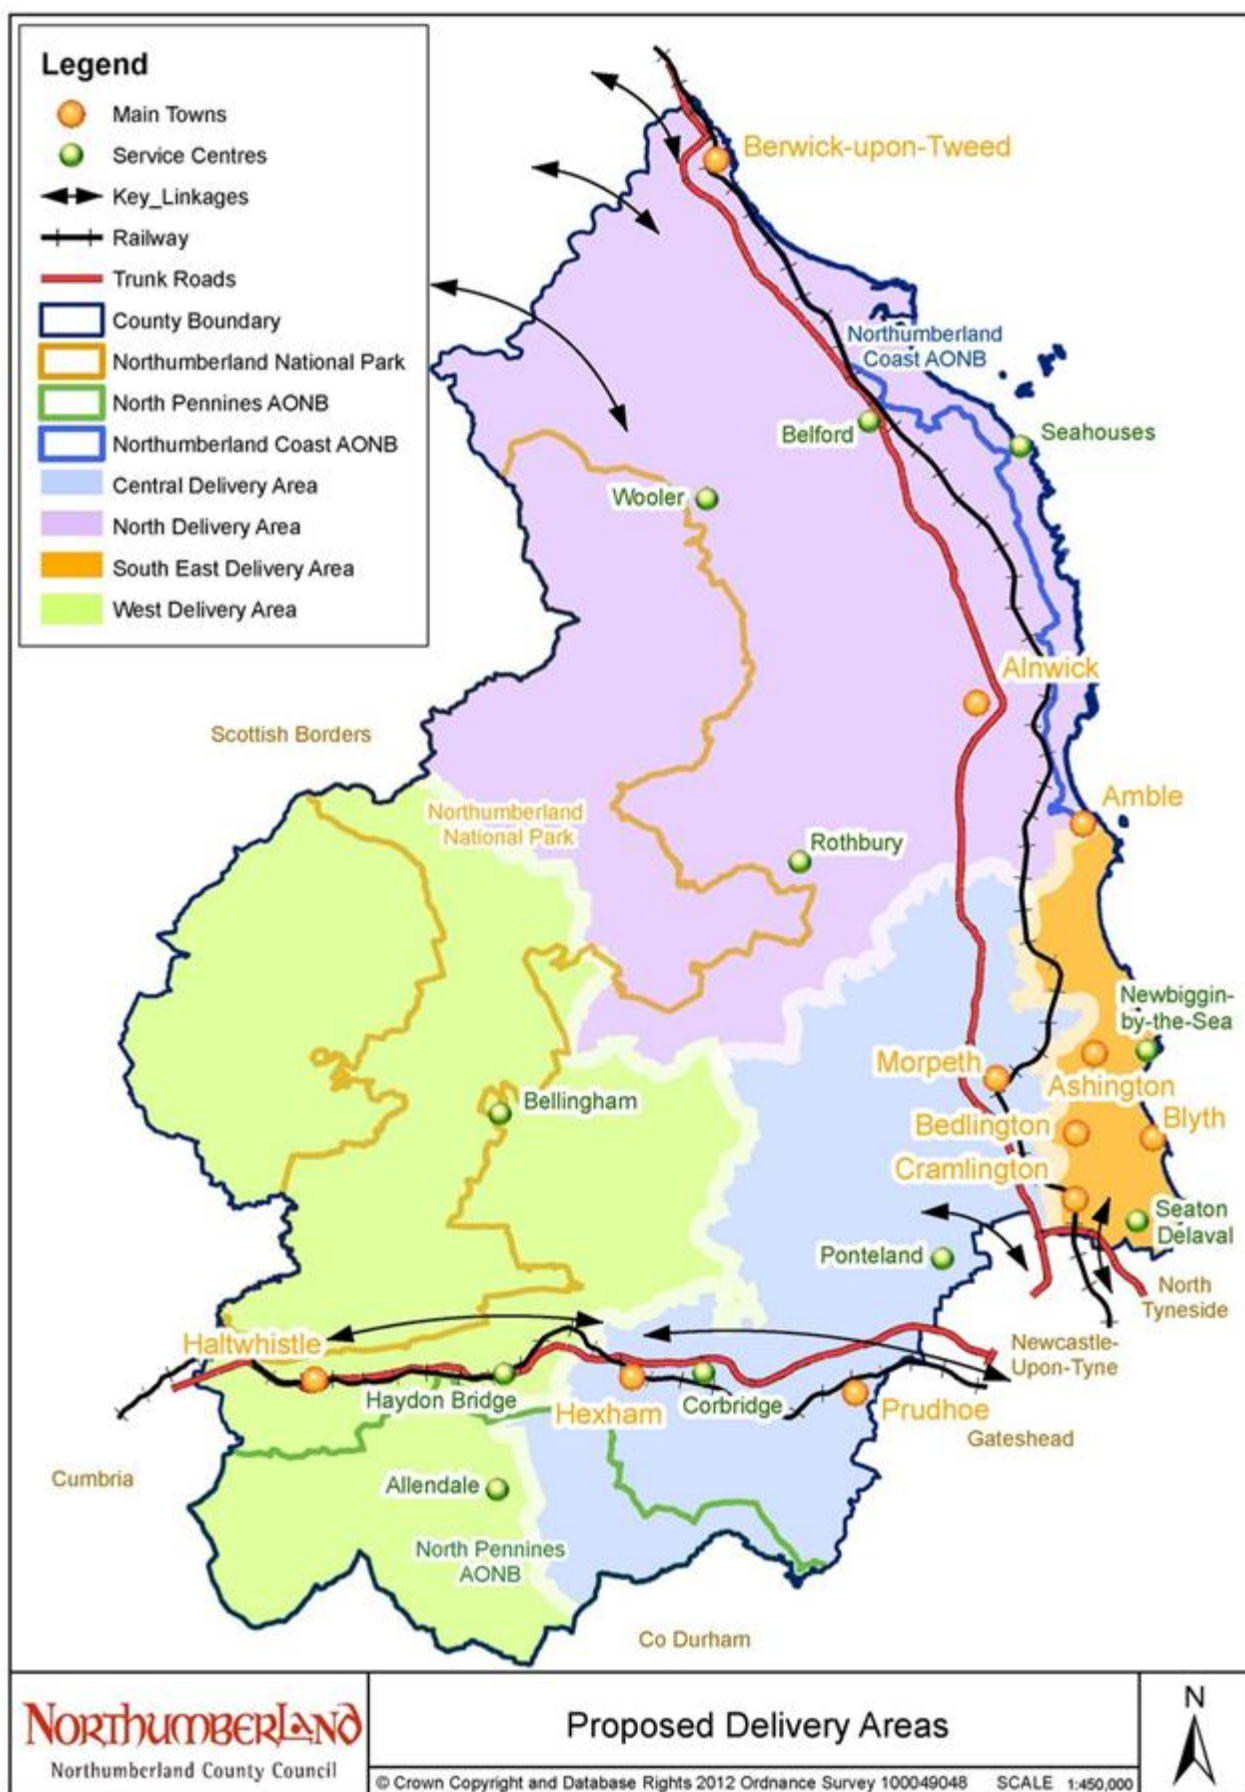 Legend
Main Towns
Service Centres
Key_Linkages
Railway
Trunk Roads
County Boundary
Northumberland National Park
North Pennines AONB
Northumberland Coast AONB
Central Delivery Area
North Delivery Area
South East Delivery Area
West Delivery Area
Berwick-upon-Tweed
Northumberland
Coast AONB
Belford
Seahouses
Wooler
Alnwick
Scottish Borders
Northumberland
National Park
Amble
Rothbury
Newbiggin-
by-the-Sea
Morpeth
Ashington
Bellingham
Bedlington
Blyth
Cramlington
Seaton
Delaval
Ponteland
North
Tyneside
Haltwhistle
Newcastle-
Upon-Tyne
Haydon Bridge
Hexham
Corbridge
Prudhoe
Gateshead
Cumbria
Allendale
North Pennines
AONB
Co Durham
NORTHUMBERLAND
Northumberland County Council
Proposed Delivery Areas
© Crown Copyright and Database Rights 2012 Ordnance Survey 100049048 SCALE 1:450,000
N